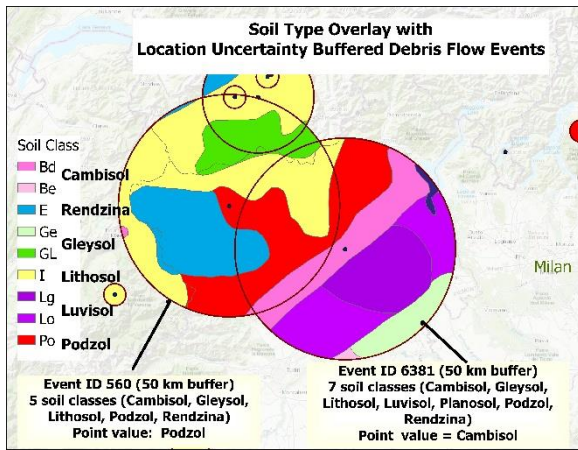 Soil Type Overlay with
Location Uncertainty Buffered Debris Flow Events
Soil Class
Bd Cambisol
Be
E Rendzina
Ge Gleysol
GL
I Lithosol
Lg Luvisol
Lo
Po Podzol
Milan
Event ID 560 (50 km buffer)
5 soil classes (Cambisol, Gleysol,
Lithosol, Podzol, Rendzina)
Point value: Podzol
Event ID 6381 (50 km buffer)
7 soil classes (Cambisol, Gleysol,
Lithosol, Luvisol, Planosol, Podzol,
Rendzina)
Point value = Cambisol